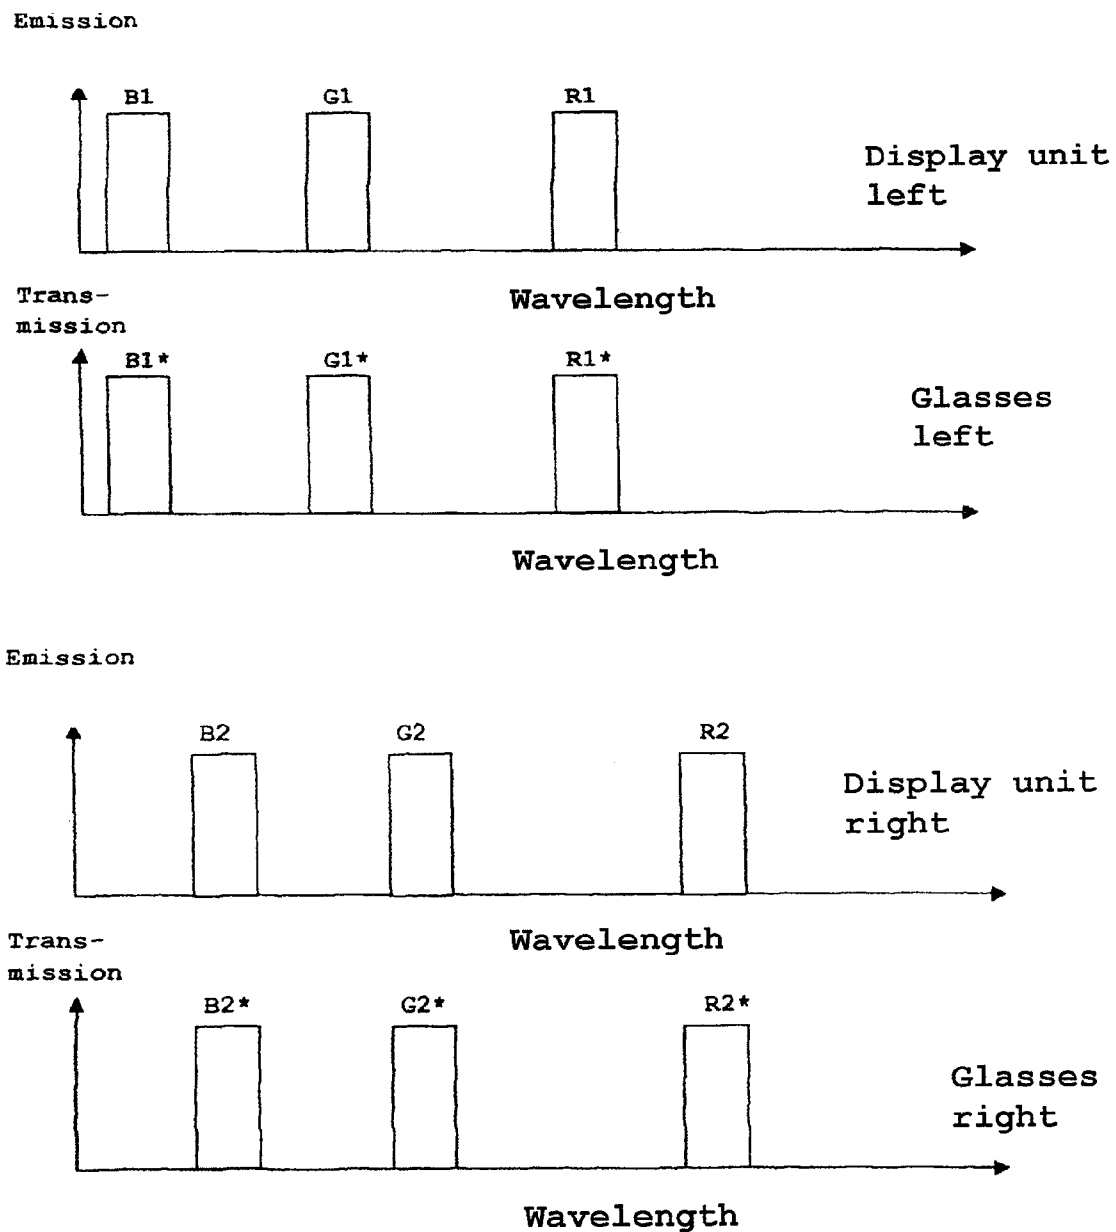 Emission
B1 G1 R1
Display unit
left
Wavelength
Trans-
mission
B1* G1* R1*
Glasses
left
Wavelength
Emission
B2 G2 R2
Display unit
right
Wavelength
Trans-
mission
B2* G2* R2*
Glasses
right
Wavelength